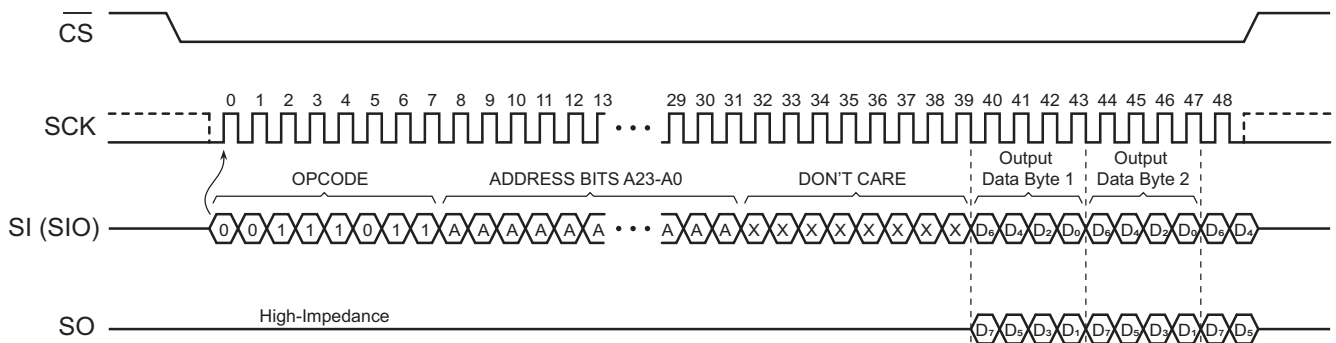 CS
SCK
0 1 2 3 4 5 6 7 8 9 10 11 12 13 • • • 29 30 31 32 33 34 35 36 37 38 39 40 41 42 43 44 45 46 47 48
OPCODE
ADDRESS BITS A23-A0
DON'T CARE
Output
Data Byte 1
Output
Data Byte 2
SI (SIO)
0 0 1 1 1 0 1 1 A A A A A A • • • A A A X X X X X X X X D₆ D₄ D₂ D₀ D₆ D₄ D₂ D₀ D₆ D₄
SO
High-Impedance
D₇ D₅ D₃ D₁ D₇ D₅ D₃ D₁ D₇ D₅